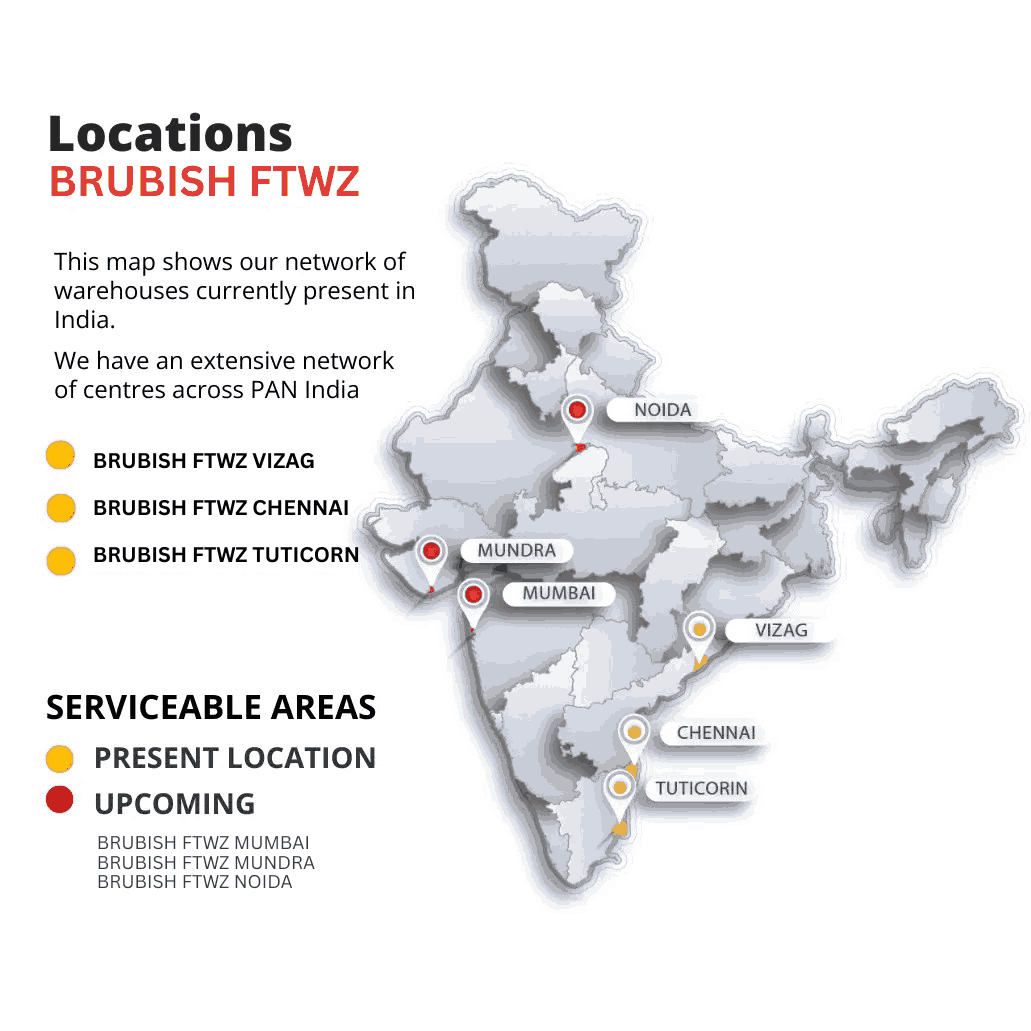 Locations
BRUBISH FTWZ
This map shows our network of
warehouses currently present in
India.
We have an extensive network
of centres across PAN India
BRUBISH FTWZ VIZAG
BRUBISH FTWZ CHENNAI
BRUBISH FTWZ TUTICORN
SERVICEABLE AREAS
PRESENT LOCATION
UPCOMING
BRUBISH FTWZ MUMBAI
BRUBISH FTWZ MUNDRA
BRUBISH FTWZ NOIDA
NOIDA
MUNDRA
MUMBAI
VIZAG
CHENNAI
TUTICORIN